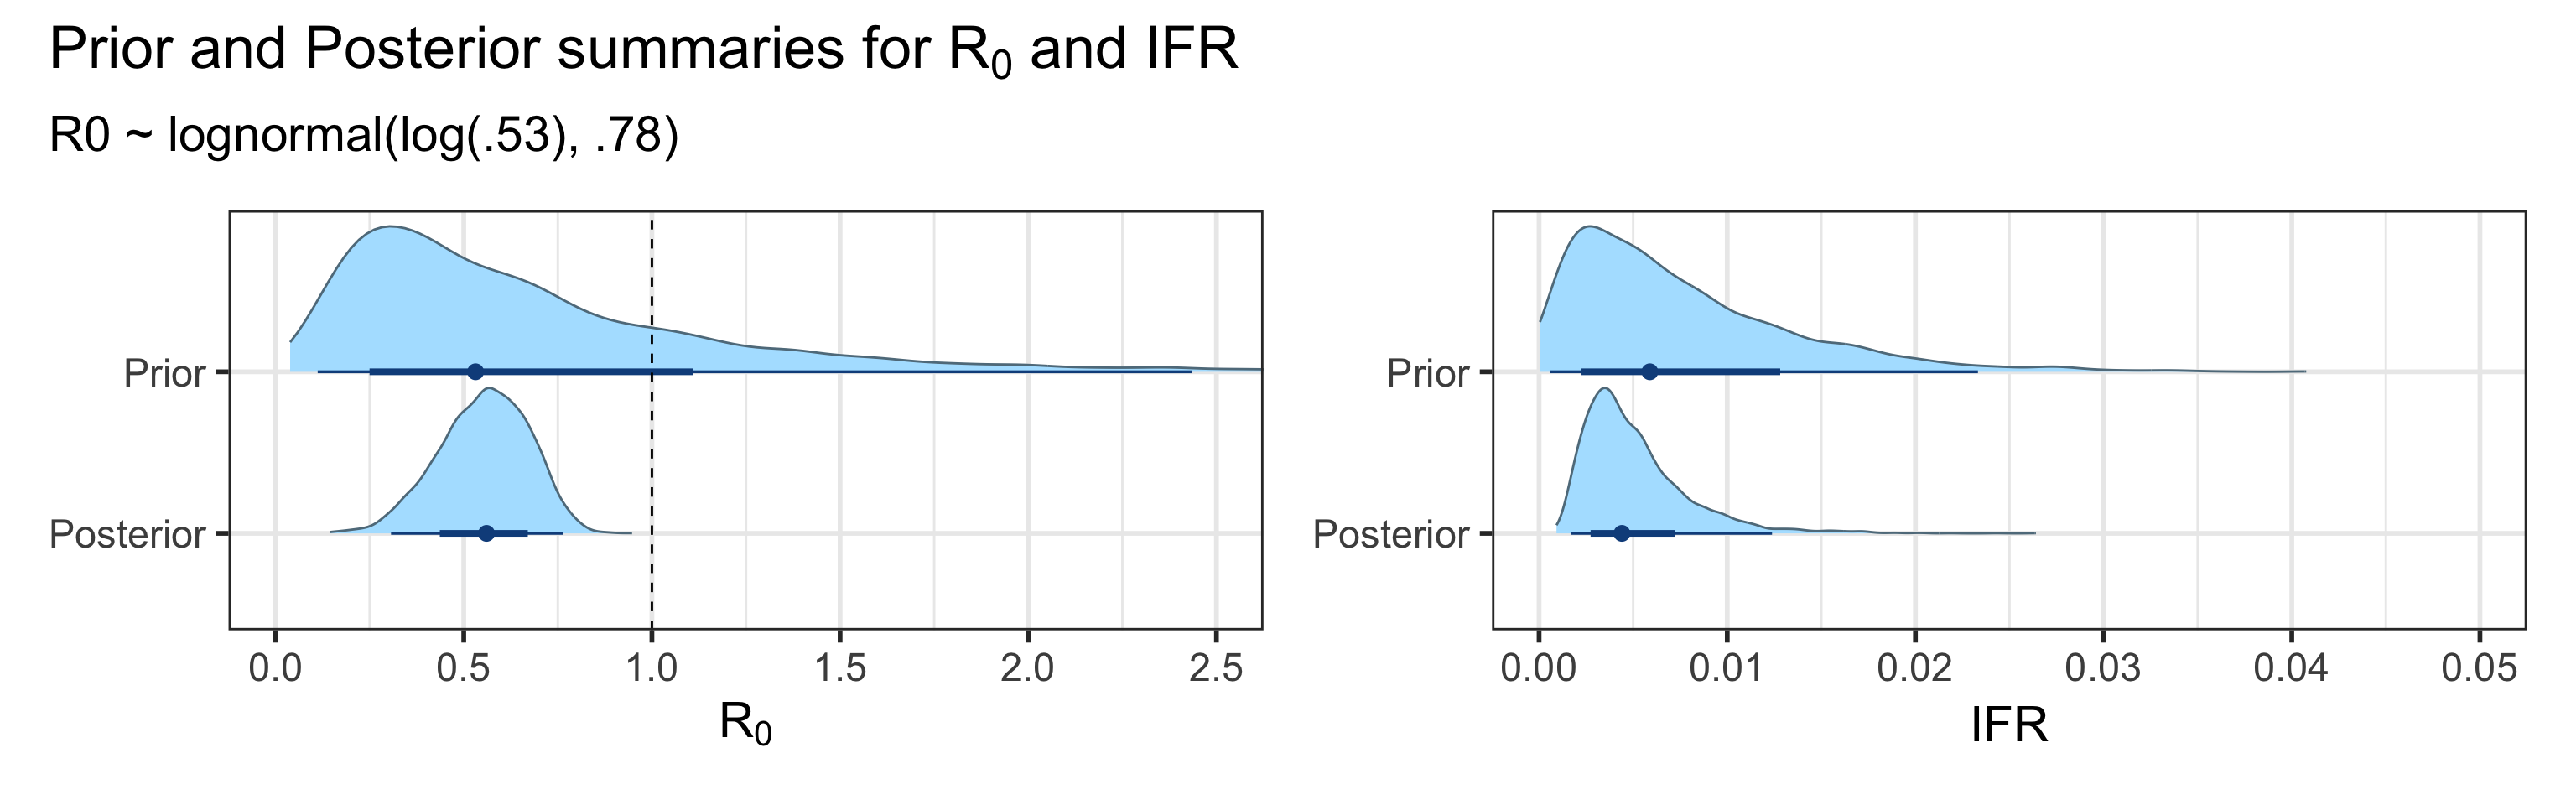 Prior and Posterior summaries for R₀ and IFR
R0 ~ lognormal(log(.53), .78)
Prior
Posterior
0.0 0.5 1.0 1.5 2.0 2.5
R₀
Prior
Posterior
0.00 0.01 0.02 0.03 0.04 0.05
IFR